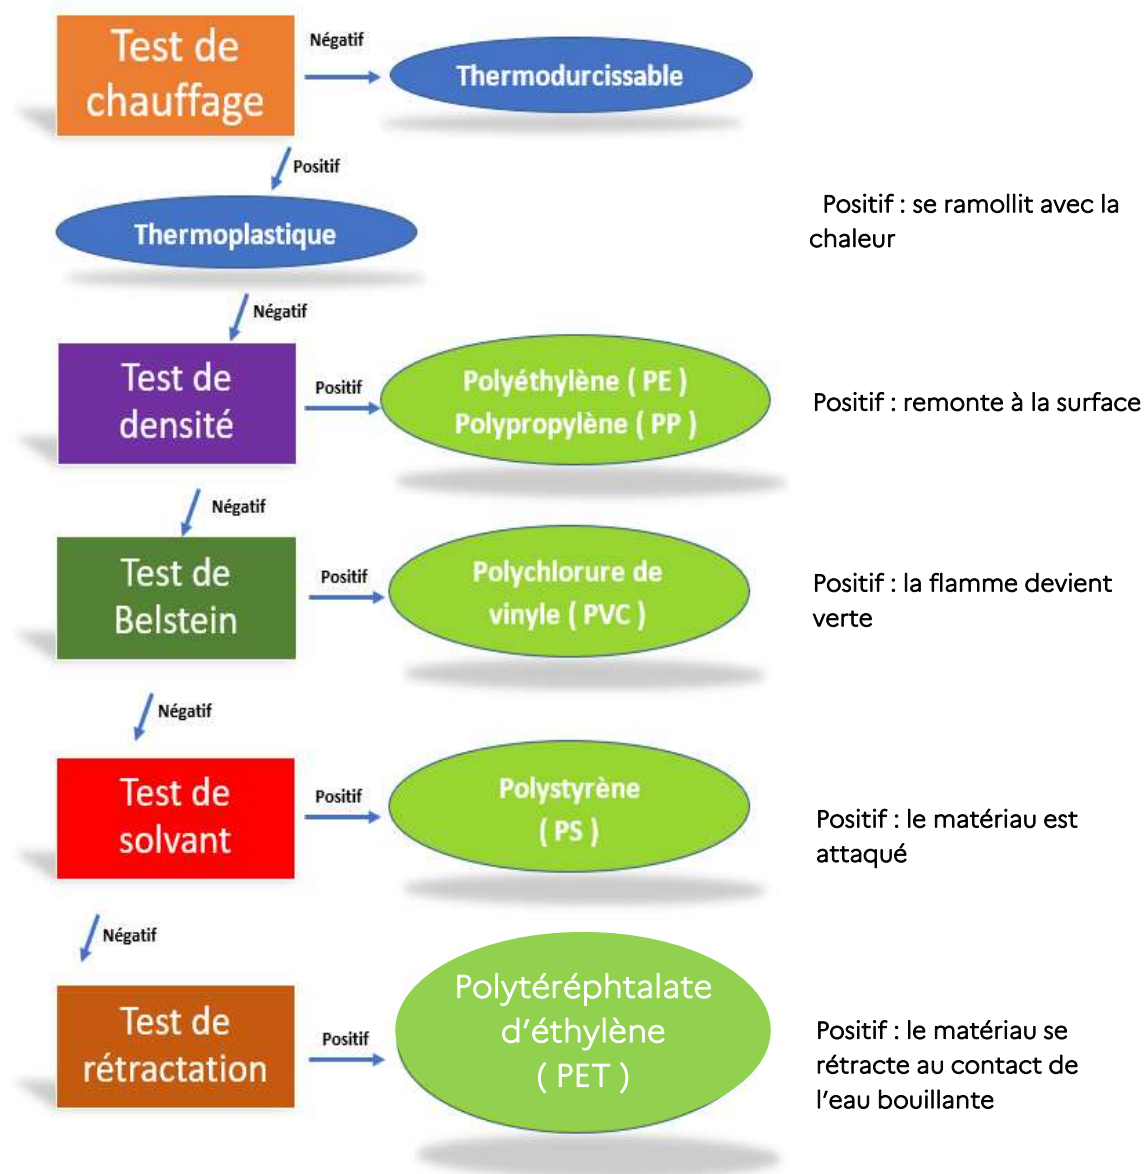 Test de
chauffage
Négatif
Thermodurcissable
Positif
Thermoplastique
Positif : se ramollit avec la
chaleur
Négatif
Test de
densité
Positif
Polyéthylène ( PE )
Polypropylène ( PP )
Positif : remonte à la surface
Négatif
Test de
Belstein
Positif
Polychlorure de
vinyle ( PVC )
Positif : la flamme devient
verte
Négatif
Test de
solvant
Positif
Polystyrène
( PS )
Positif : le matériau est
attaqué
Négatif
Test de
rétractation
Positif
Polytéréphtalate
d’éthylène
( PET )
Positif : le matériau se
rétracte au contact de
l’eau bouillante